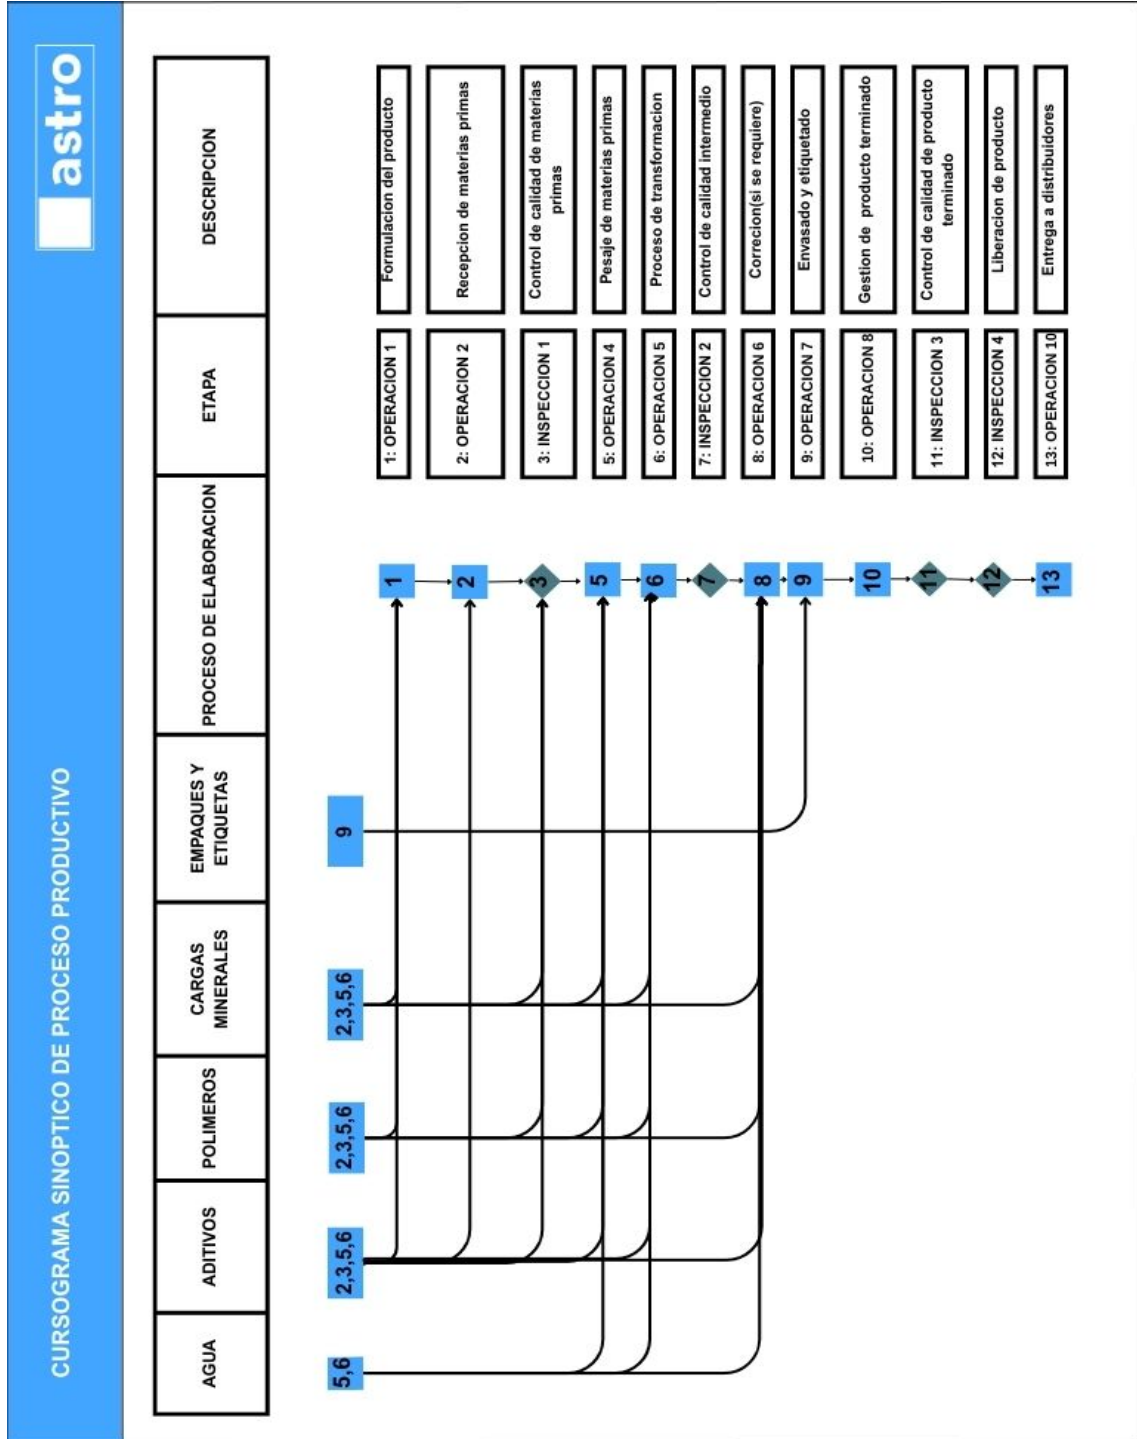 CURSOGRAMA SINOPTICO DE PROCESO PRODUCTIVO
astro
AGUA
ADITIVOS
POLIMEROS
CARGAS
MINERALES
EMPAQUES Y
ETIQUETAS
PROCESO DE ELABORACION
ETAPA
DESCRIPCION
5,6
2,3,5,6
2,3,5,6
2,3,5,6
9
1
1: OPERACION 1
Formulacion del producto
2
2: OPERACION 2
Recepcion de materias primas
3
3: INSPECCION 1
Control de calidad de materias
primas
5
5: OPERACION 4
Pesaje de materias primas
6
6: OPERACION 5
Proceso de transformacion
7
7: INSPECCION 2
Control de calidad intermedio
8
8: OPERACION 6
Correcion(si se requiere)
9
9: OPERACION 7
Envasado y etiquetado
10
10: OPERACION 8
Gestion de producto terminado
11
11: INSPECCION 3
Control de calidad de producto
terminado
12
12: INSPECCION 4
Liberacion de producto
13
13: OPERACION 10
Entrega a distribuidores